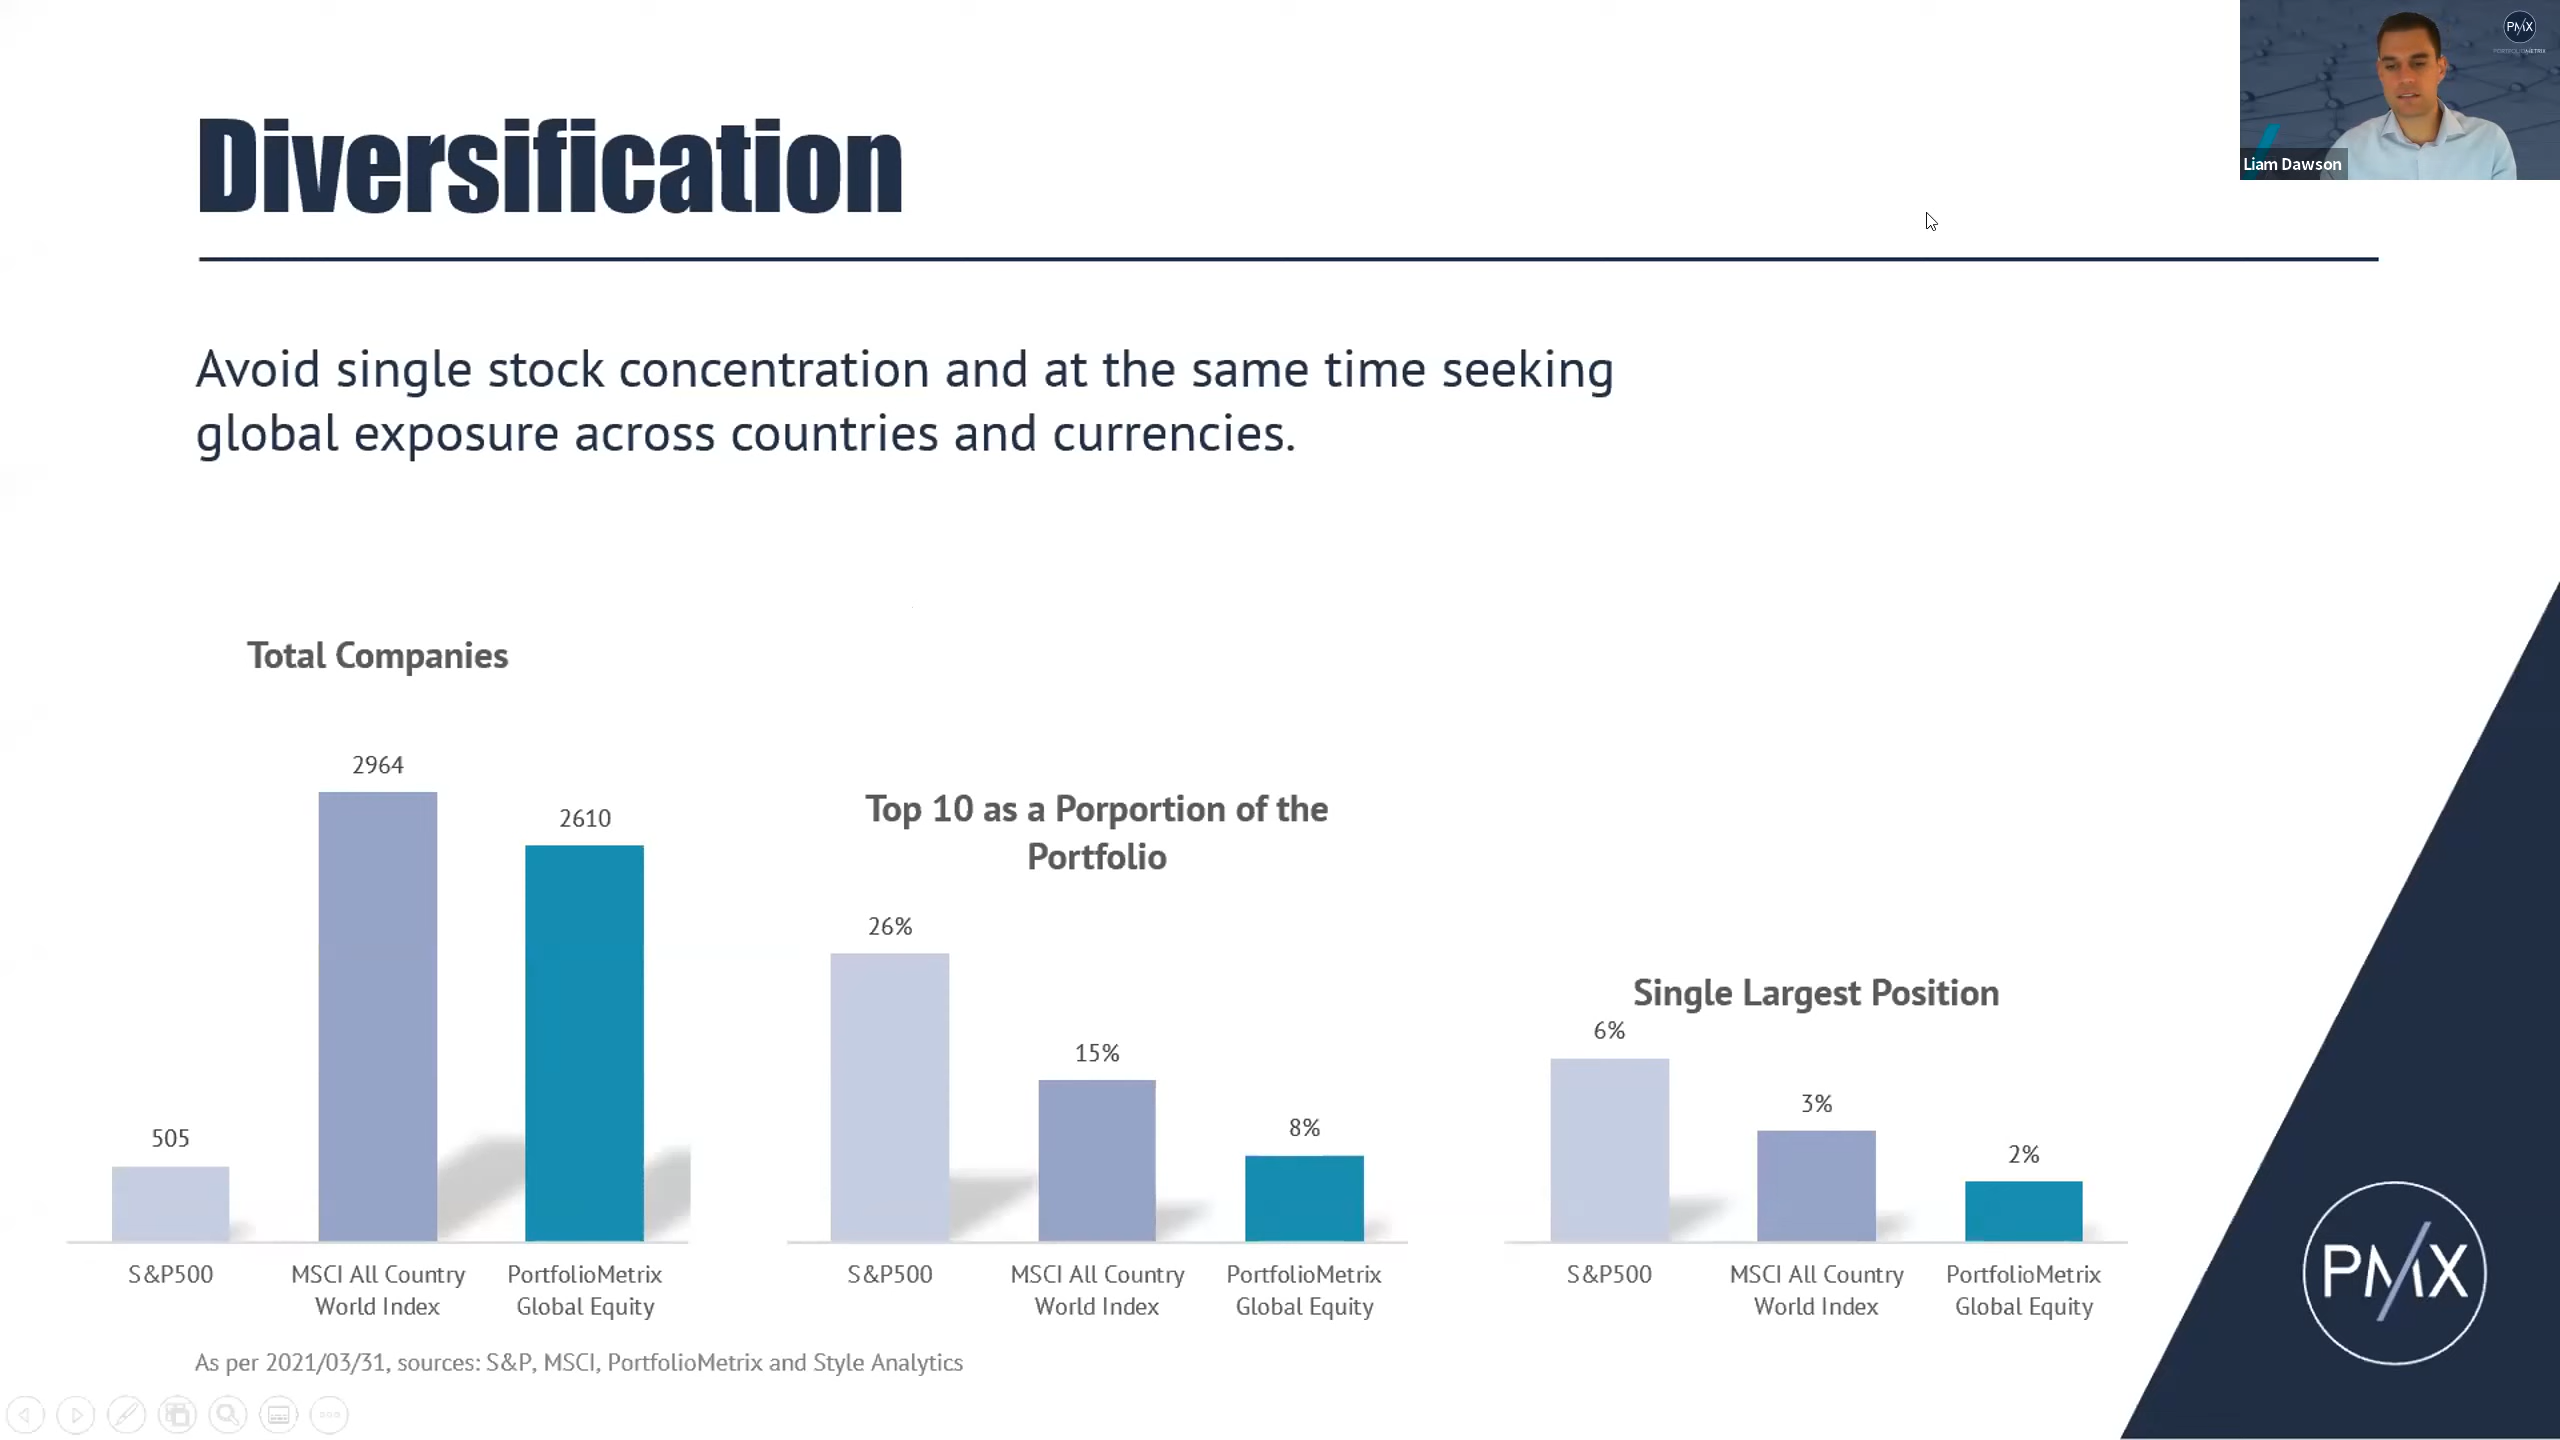 PMX
PORTFOLIOMETRIX
Liam Dawson
Diversification
Avoid single stock concentration and at the same time seeking
global exposure across countries and currencies.
Total Companies
2964
2610
505
S&P500
MSCI All Country
World Index
PortfolioMetrix
Global Equity
Top 10 as a Porportion of the
Portfolio
26%
15%
8%
S&P500
MSCI All Country
World Index
PortfolioMetrix
Global Equity
Single Largest Position
6%
3%
2%
S&P500
MSCI All Country
World Index
PortfolioMetrix
Global Equity
As per 2021/03/31, sources: S&P, MSCI, PortfolioMetrix and Style Analytics
PMX